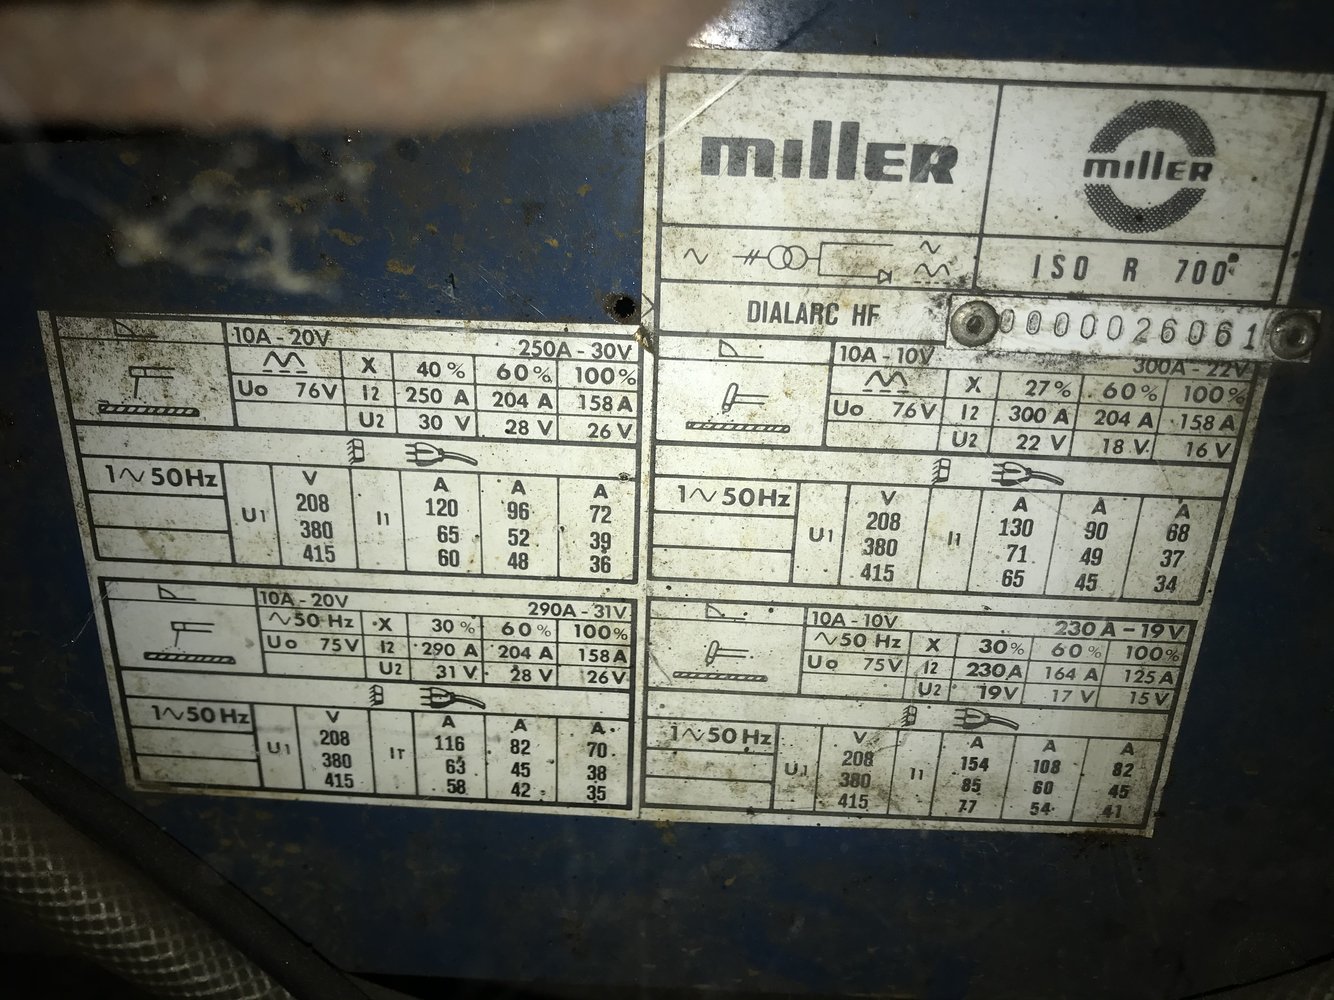 miller
miller
ISO R 700
DIALARC HF
0000026061
10A - 20V 250A - 30V
X 40% 60% 100%
Uo 76V I2 250 A 204 A 158 A
U2 30 V 28 V 26 V
1~50Hz U1 V I1 A A A
208 120 96 72
380 65 52 39
415 60 48 36
10A - 10V 300A - 22V
X 27% 60% 100%
Uo 76V I2 300 A 204 A 158 A
U2 22 V 18 V. 16 V
1~50Hz U1 V I1 A A A
208 130 90 68
380 71 49 37
415 65 45 34
10A - 20V 290A - 31V
~50 Hz X 30% 60% 100%
Uo 75V I2 290 A 204 A 158 A
U2 31 V 28 V 26V
1~50Hz U1 V I1 A A A
208 116 82 70
380 63 45 38
415 58 42 35
10A - 10V 230 A - 19 V
~50 Hz X 30% 60% 100%
Uo 75V I2 230 A 164 A 125 A
U2 19V 17 V 15 V
1~50Hz U1 V I1 A A A
208 154 108 82
380 85 60 45
415 77 54 41